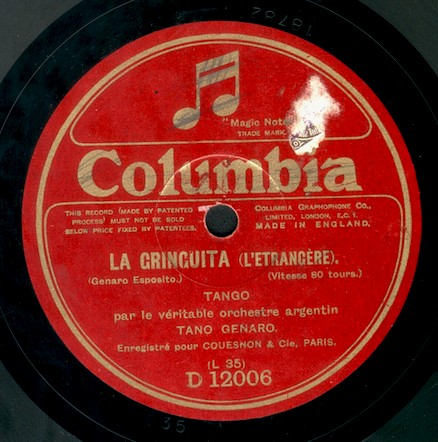 18782
"Magic Notes"
TRADE MARK.
Columbia
THIS RECORD (MADE BY PATENTED
PROCESS) MUST NOT BE SOLD
BELOW PRICE FIXED BY PATENTEES.
COLUMBIA GRAPHOPHONE CO.,
LIMITED, LONDON, E.C.1.
MADE IN ENGLAND.
LA GRINGUITA (L'ETRANGÈRE).
(Genaro Esposito.) (Vitesse 80 tours.)
TANGO
par le véritable orchestre argentin
TANO GENARO.
Enregistré pour COUESNON & Cie, PARIS.
(L 35)
D 12006
35